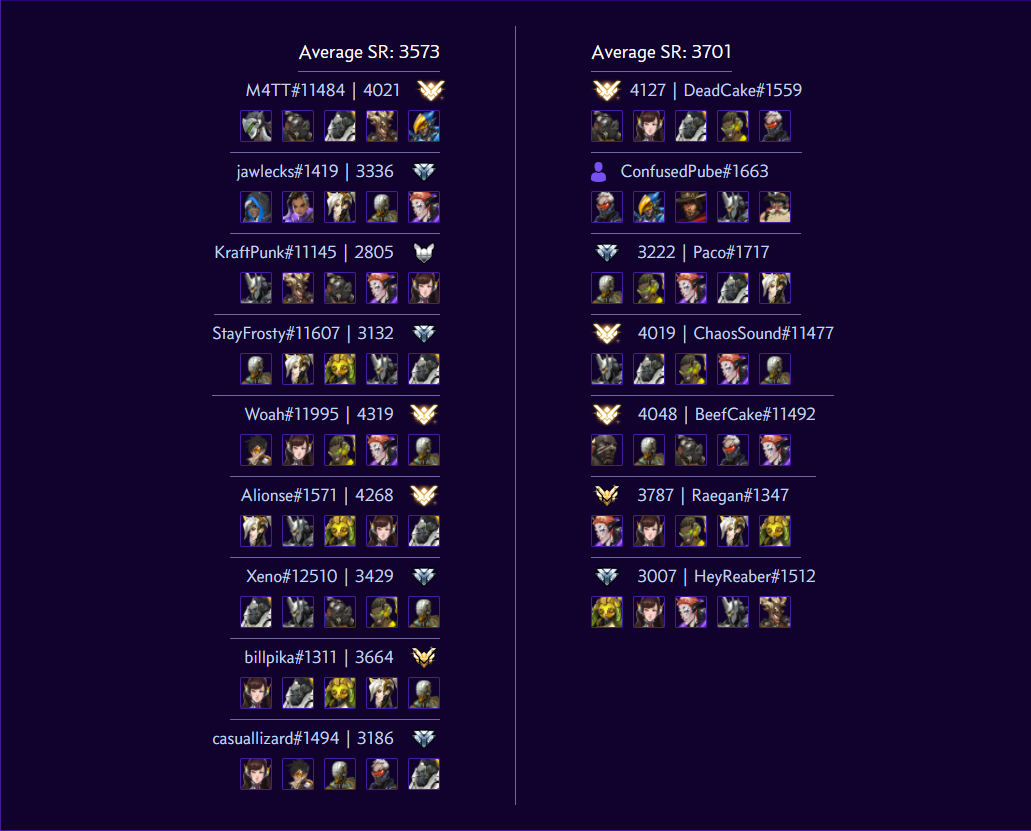 Average SR: 3573
M4TT#11484 | 4021
jawlecks#1419 | 3336
KraftPunk#11145 | 2805
StayFrosty#11607 | 3132
Woah#11995 | 4319
Alionse#1571 | 4268
Xeno#12510 | 3429
billpika#1311 | 3664
casuallizard#1494 | 3186
Average SR: 3701
4127 | DeadCake#1559
ConfusedPube#1663
3222 | Paco#1717
4019 | ChaosSound#11477
4048 | BeefCake#11492
3787 | Raegan#1347
3007 | HeyReaber#1512